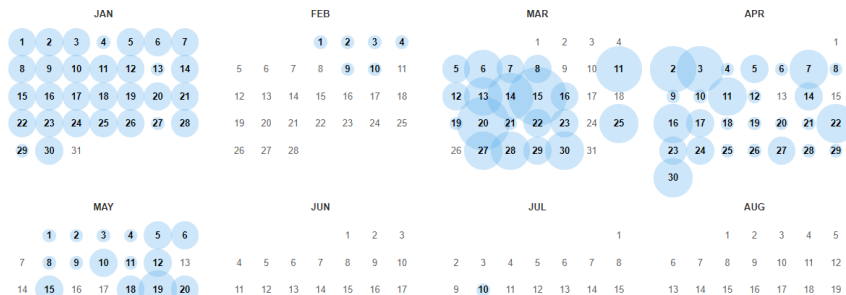 JAN FEB MAR APR
1 2 3 4 5 6 7 1 2 3 4 1 2 3 4 1
8 9 10 11 12 13 14 5 6 7 8 9 10 11 5 6 7 8 9 10 11 2 3 4 5 6 7 8
15 16 17 18 19 20 21 12 13 14 15 16 17 18 12 13 14 15 16 17 18 9 10 11 12 13 14 15
22 23 24 25 26 27 28 19 20 21 22 23 24 25 19 20 21 22 23 24 25 16 17 18 19 20 21 22
29 30 31 26 27 28 26 27 28 29 30 31 23 24 25 26 27 28 29
30
MAY JUN JUL AUG
1 2 3 4 5 6 1 2 3 1 1 2 3 4 5
7 8 9 10 11 12 13 4 5 6 7 8 9 10 2 3 4 5 6 7 8 6 7 8 9 10 11 12
14 15 16 17 18 19 20 11 12 13 14 15 16 17 9 10 11 12 13 14 15 13 14 15 16 17 18 19